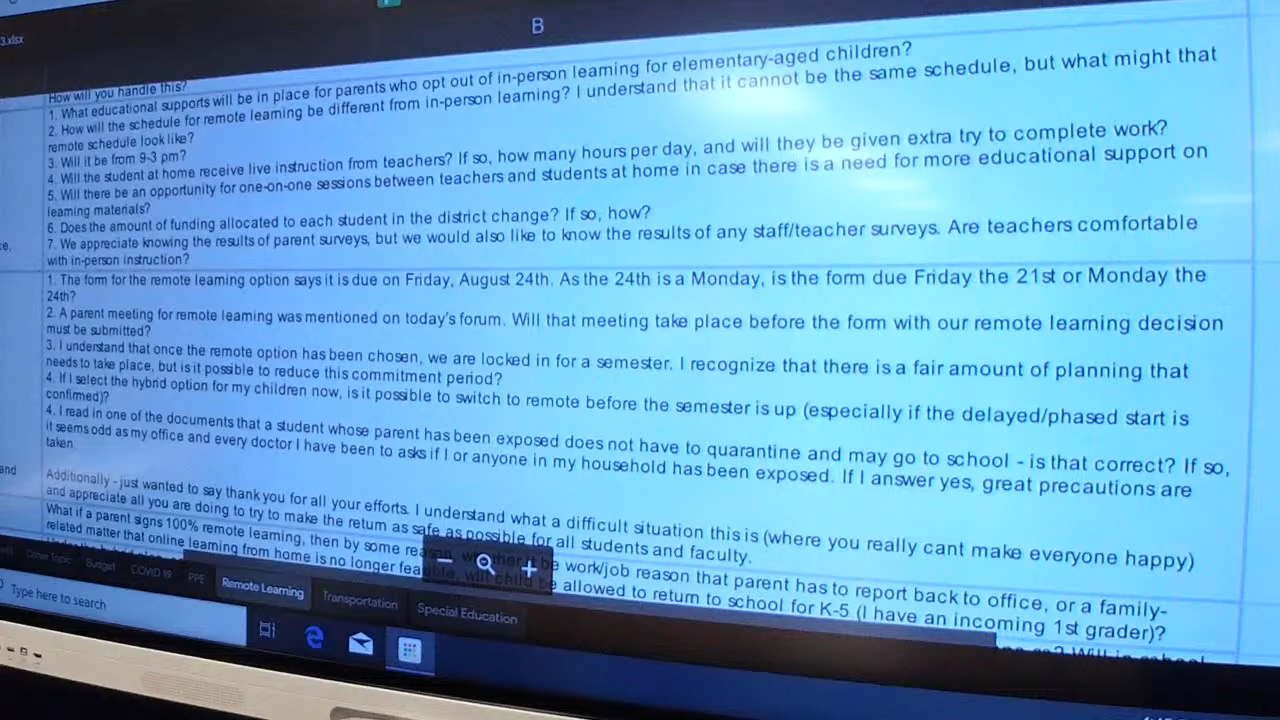 3.xlsx
B
How will you handle this?
1. What educational supports will be in place for parents who opt out of in-person learning for elementary-aged children?
2. How will the schedule for remote learning be different from in-person learning? I understand that it cannot be the same schedule, but what might that
remote schedule look like?
3. Will it be from 9-3 pm?
4. Will the student at home receive live instruction from teachers? If so, how many hours per day, and will they be given extra try to complete work?
5. Will there be an opportunity for one-on-one sessions between teachers and students at home in case there is a need for more educational support on
learning materials?
6. Does the amount of funding allocated to each student in the district change? If so, how?
7. We appreciate knowing the results of parent surveys, but we would also like to know the results of any staff/teacher surveys. Are teachers comfortable
with in-person instruction?
1. The form for the remote learning option says it is due on Friday, August 24th. As the 24th is a Monday, is the form due Friday the 21st or Monday the
24th?
2. A parent meeting for remote learning was mentioned on today's forum. Will that meeting take place before the form with our remote learning decision
must be submitted?
3. I understand that once the remote option has been chosen, we are locked in for a semester. I recognize that there is a fair amount of planning that
needs to take place, but is it possible to reduce this commitment period?
4. If I select the hybrid option for my children now, is it possible to switch to remote before the semester is up (especially if the delayed/phased start is
confirmed)?
4. I read in one of the documents that a student whose parent has been exposed does not have to quarantine and may go to school - is that correct? If so,
it seems odd as my office and every doctor I have been to asks if I or anyone in my household has been exposed. If I answer yes, great precautions are
taken.
and
Additionally - just wanted to say thank you for all your efforts. I understand what a difficult situation this is (where you really cant make everyone happy)
and appreciate all you are doing to try to make the return as safe as possible for all students and faculty.
What if a parent signs 100% remote learning, then by some reason, whether it be work/job reason that parent has to report back to office, or a family-
related matter that online learning from home is no longer feasible, will child be allowed to return to school for K-5 (I have an incoming 1st grader)?
Budget COVID 19 PPE Remote Learning Transportation Special Education
Type here to search